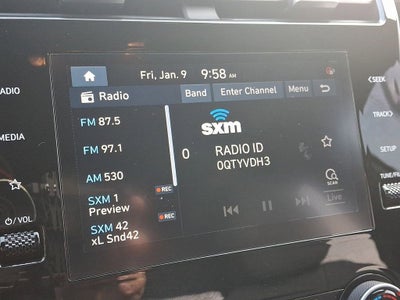 Fri, Jan. 9 9:58 AM
Radio Band Enter Channel Menu
FM 87.5
FM 97.1
AM 530
SXM 1 REC
Preview
SXM 42 REC
xL Snd42
sxm
0 RADIO ID
0QTYVDH3
SCAN
Live
RADIO
MEDIA
/VOL
SEEK
TRACK
SETUP
TUNE/FILE